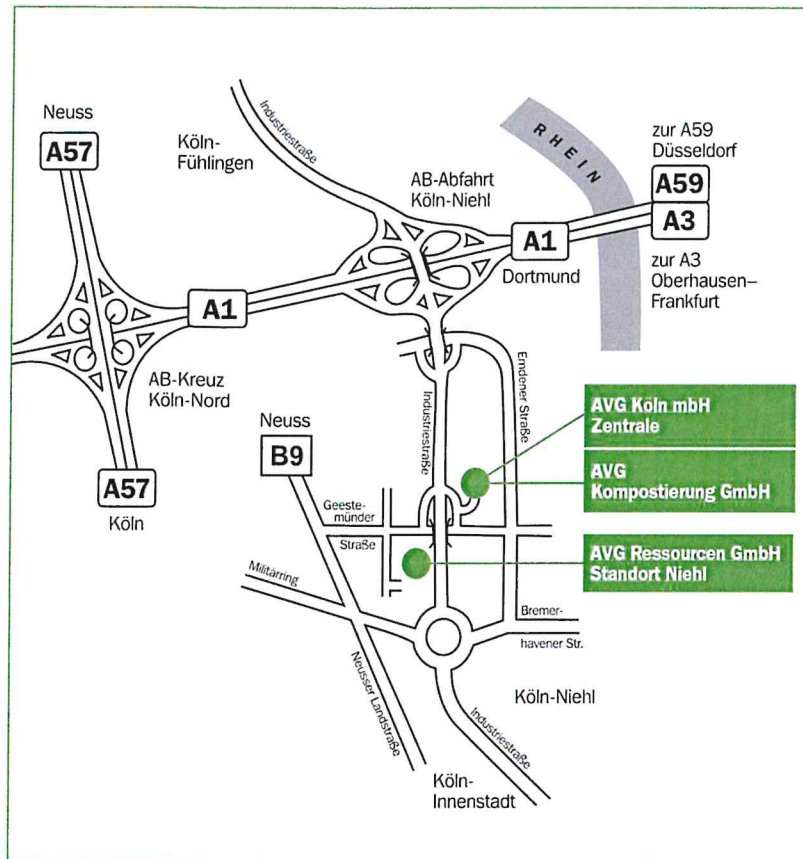 Neuss
A57
Industriestraße
Köln-
Fühlingen
AB-Abfahrt
Köln-Niehl
RHEIN
zur A59
Düsseldorf
A59
A3
zur A3
Oberhausen–
Frankfurt
A1
Dortmund
A1
AB-Kreuz
Köln-Nord
A57
Köln
Neuss
B9
Industriestraße
Emdener Straße
AVG Köln mbH
Zentrale
AVG
Kompostierung GmbH
Geeste-
münder
Straße
AVG Ressourcen GmbH
Standort Niehl
Militärring
Bremer-
havener Str.
Neusser Landstraße
Köln-Niehl
Industriestraße
Köln-
Innenstadt